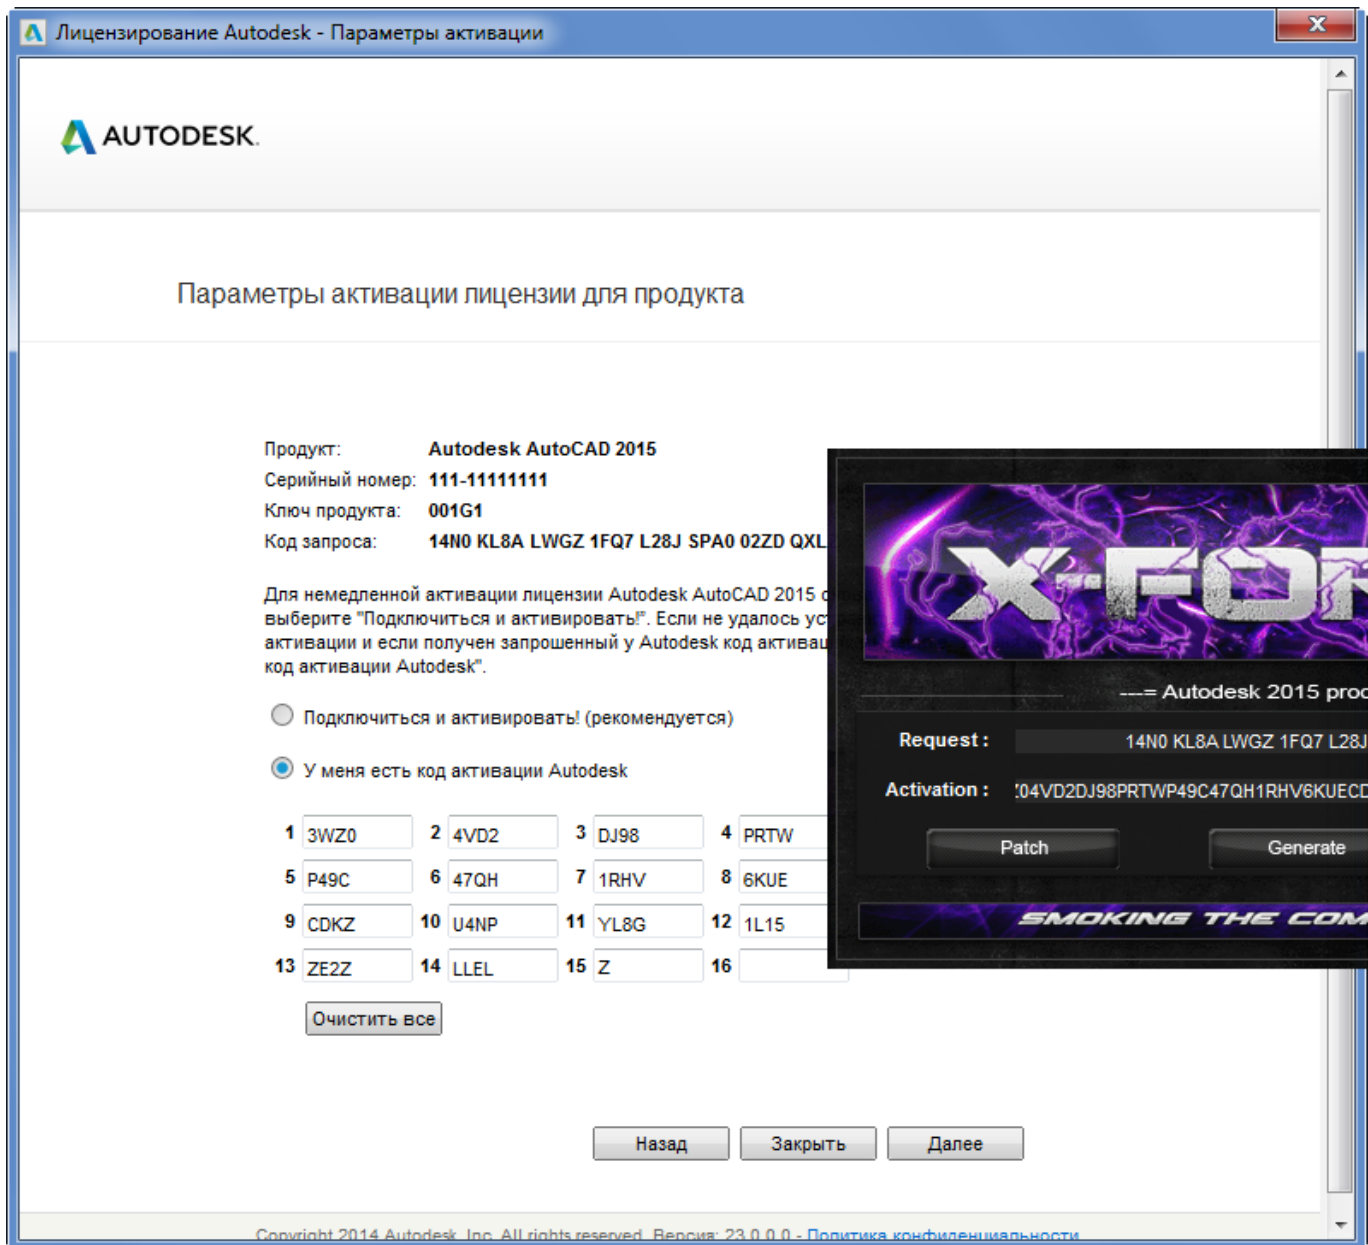 Лицензирование Autodesk - Параметры активации
AUTODESK.
Параметры активации лицензии для продукта
Продукт: Autodesk AutoCAD 2015
Серийный номер: 111-11111111
Ключ продукта: 001G1
Код запроса: 14N0 KL8A LWGZ 1FQ7 L28J SPA0 02ZD QXL
Для немедленной активации лицензии Autodesk AutoCAD 2015
выберите "Подключиться и активировать!". Если не удалось
активации и если получен запрошенный у Autodesk код
код активации Autodesk".
Подключиться и активировать! (рекомендуется)
У меня есть код активации Autodesk
1 3WZ0 2 4VD2 3 DJ98 4 PRTW
5 P49C 6 47QH 7 1RHV 8 6KUE
9 CDKZ 10 U4NP 11 YL8G 12 1L15
13 ZE2Z 14 LLEL 15 Z 16
Очистить все
Назад Закрыть Далее
Copyright 2014 Autodesk, Inc. All rights reserved. Версия: 23.0.0.0 - Политика конфиденциальности
X-FOR
---= Autodesk 2015 prod
Request : 14N0 KL8A LWGZ 1FQ7 L28J
Activation : Z04VD2DJ98PRTWP49C47QH1RHV6KUECD
Patch Generate
SMOKING THE COM